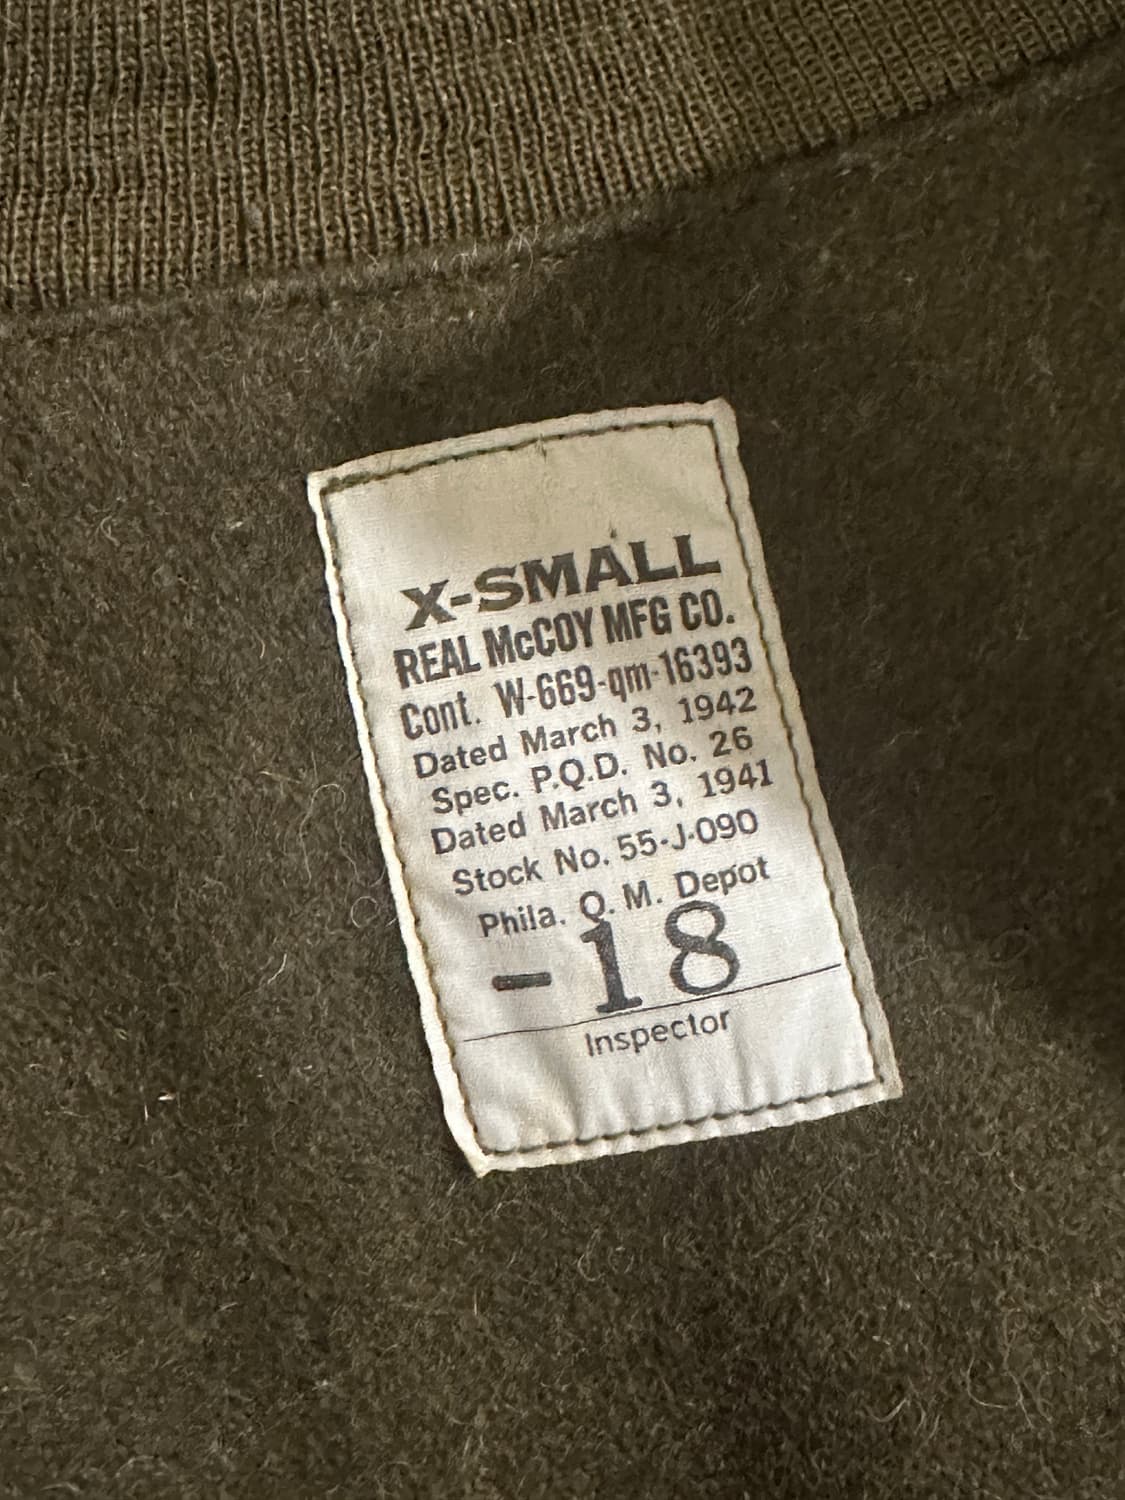 X-SMALL
REAL McCOY MFG CO.
Cont. W-669-qm-16393
Dated March 3, 1942
Spec. P.Q.D. No. 26
Dated March 3, 1941
Stock No. 55-J-090
Phila. Q. M. Depot
-18
Inspector